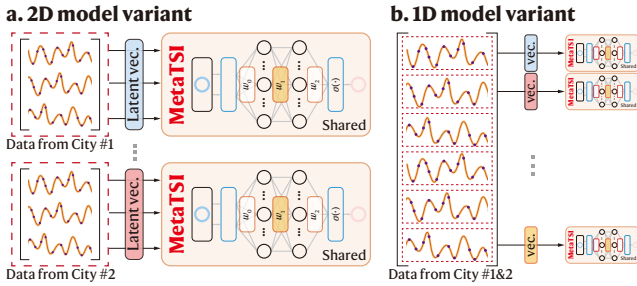 a. 2D model variant
Latent vec.
MetaTSI
w₀
w₁
w₂
σ(·)
Shared
Data from City #1
Latent vec.
MetaTSI
w₀
w₁
w₂
σ(·)
Shared
Data from City #2
b. 1D model variant
vec.
MetaTSI
Shared
vec.
MetaTSI
Shared
vec.
MetaTSI
Shared
Data from City #1&2